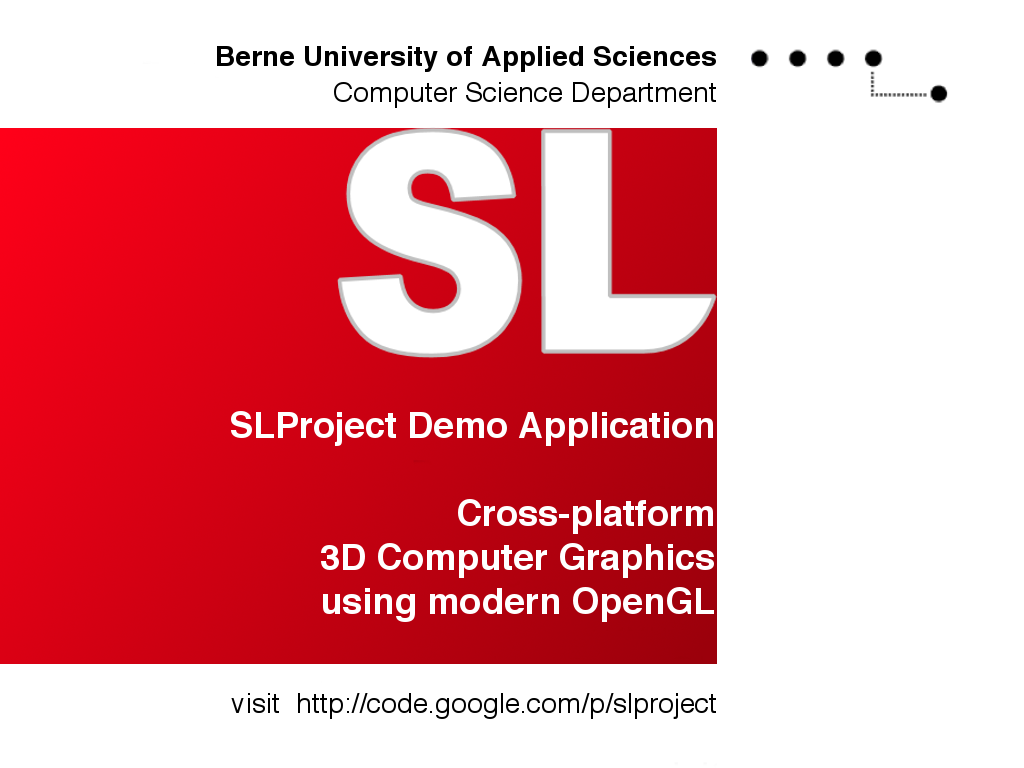 Berne University of Applied Sciences
Computer Science Department
SL
SLProject Demo Application
Cross-platform
3D Computer Graphics
using modern OpenGL
visit http://code.google.com/p/slproject